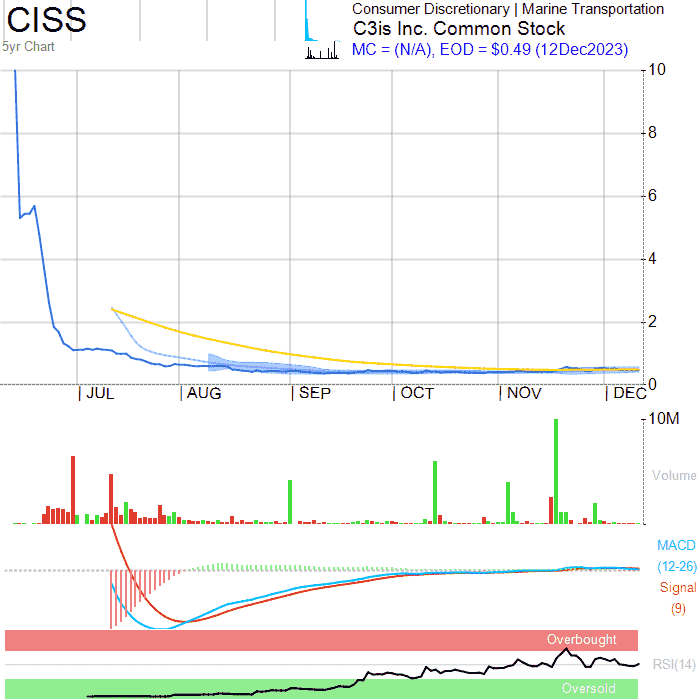 CISS
5yr Chart
Consumer Discretionary | Marine Transportation
C3is Inc. Common Stock
MC = (N/A), EOD = $0.49 (12Dec2023)
10
8
6
4
2
0
JUL AUG SEP OCT NOV DEC
10M
Volume
MACD
(12-26)
Signal
(9)
Overbought
RSI(14)
Oversold